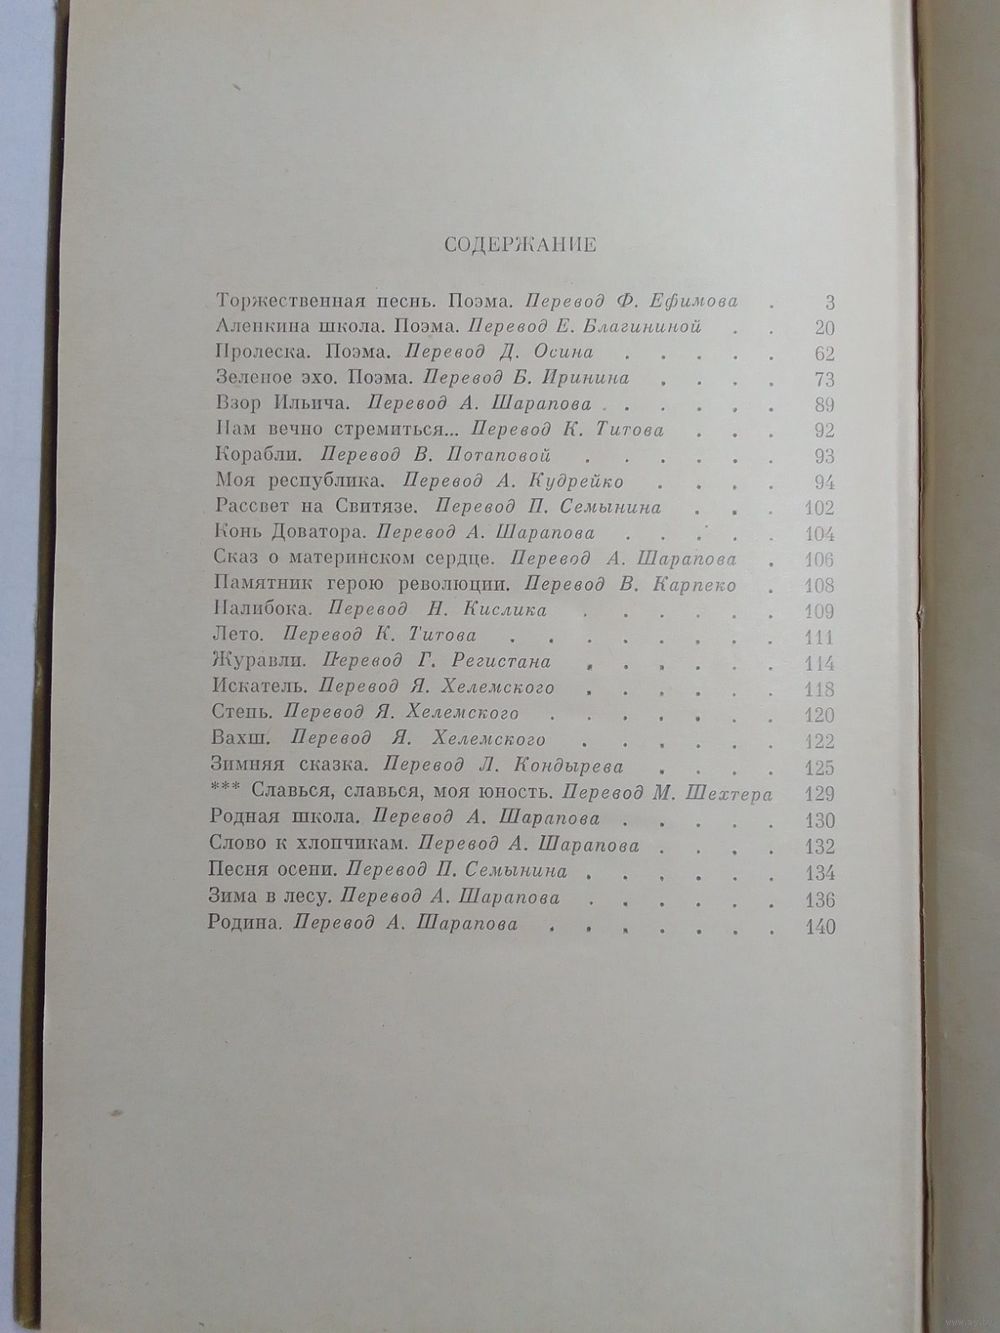 СОДЕРЖАНИЕ
Торжественная песнь. Поэма. Перевод Ф. Ефимова . 3
Аленкина школа. Поэма. Перевод Е. Благининой . . 20
Пролеска. Поэма. Перевод Д. Осина . . . . . 62
Зеленое эхо. Поэма. Перевод Б. Иринина . . . . 73
Взор Ильича. Перевод А. Шарапова . . . . . . 89
Нам вечно стремиться... Перевод К. Титова . . . 92
Корабли. Перевод В. Потаповой . . . . . . 93
Моя республика. Перевод А. Кудрейко . . . . 94
Рассвет на Свитязе. Перевод П. Семынина . . . 102
Конь Доватора. Перевод А. Шарапова . . . . . 104
Сказ о материнском сердце. Перевод А. Шарапова . 106
Памятник герою революции. Перевод В. Карпеко . 108
Налибока. Перевод Н. Кислика . . . . . . 109
Лето. Перевод К. Титова . . . . . . . . 111
Журавли. Перевод Г. Регистана . . . . . . 114
Искатель. Перевод Я. Хелемского . . . . . . 118
Степь. Перевод Я. Хелемского . . . . . . . 120
Вахш. Перевод Я. Хелемского . . . . . . 122
Зимняя сказка. Перевод Л. Кондырева . . . . 125
*** Славься, славься, моя юность. Перевод М. Шехтера 129
Родная школа. Перевод А. Шарапова . . . . . 130
Слово к хлопчикам. Перевод А. Шарапова . . . . 132
Песня осени. Перевод П. Семынина . . . . . . 134
Зима в лесу. Перевод А. Шарапова . . . . . . 136
Родина. Перевод А. Шарапова . . . . . . . 140